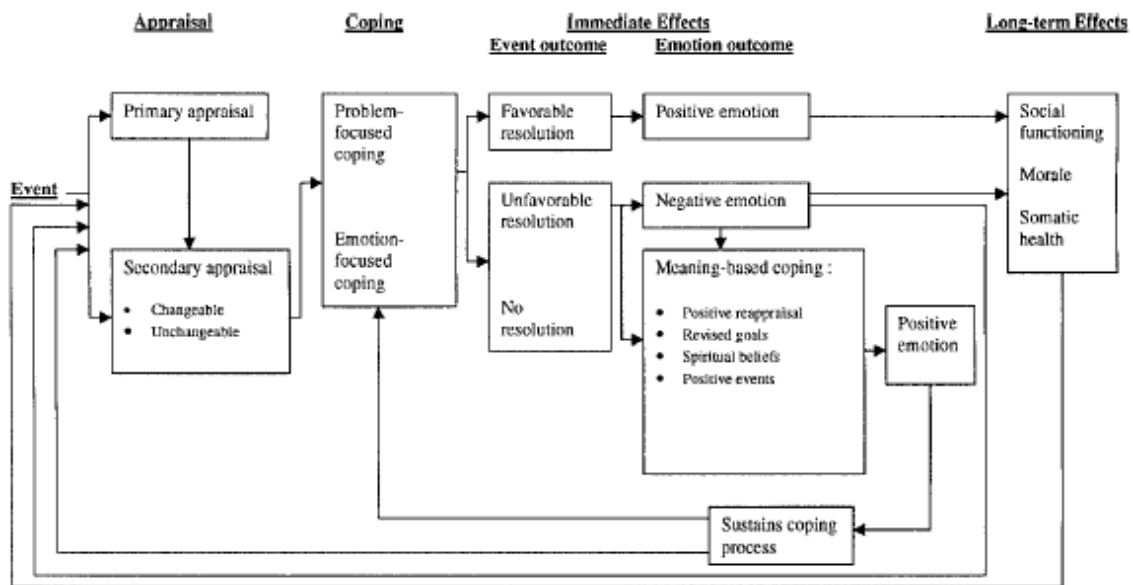 Appraisal
Coping
Immediate Effects
Long-term Effects
Event outcome
Emotion outcome
Primary appraisal
Problem-
focused
coping
Emotion-
focused
coping
Favorable
resolution
Positive emotion
Social
functioning
Morale
Somatic
health
Event
Unfavorable
resolution
No
resolution
Negative emotion
Secondary appraisal
• Changeable
• Unchangeable
Meaning-based coping :
• Positive reappraisal
• Revised goals
• Spiritual beliefs
• Positive events
Positive
emotion
Sustains coping
process